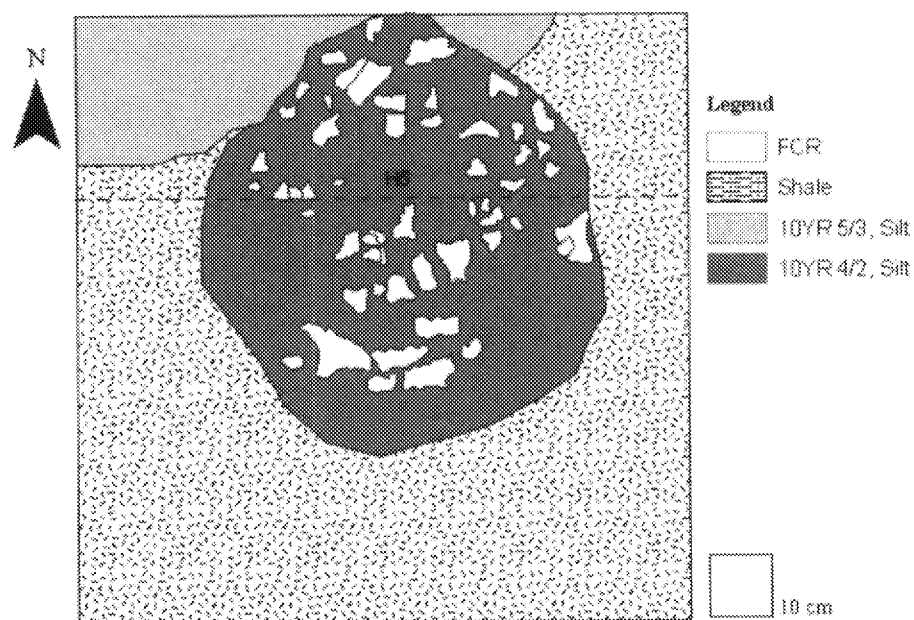 N
Legend
FCR
Shale
10YR 5/3, Silt
10YR 4/2, Silt
10 cm